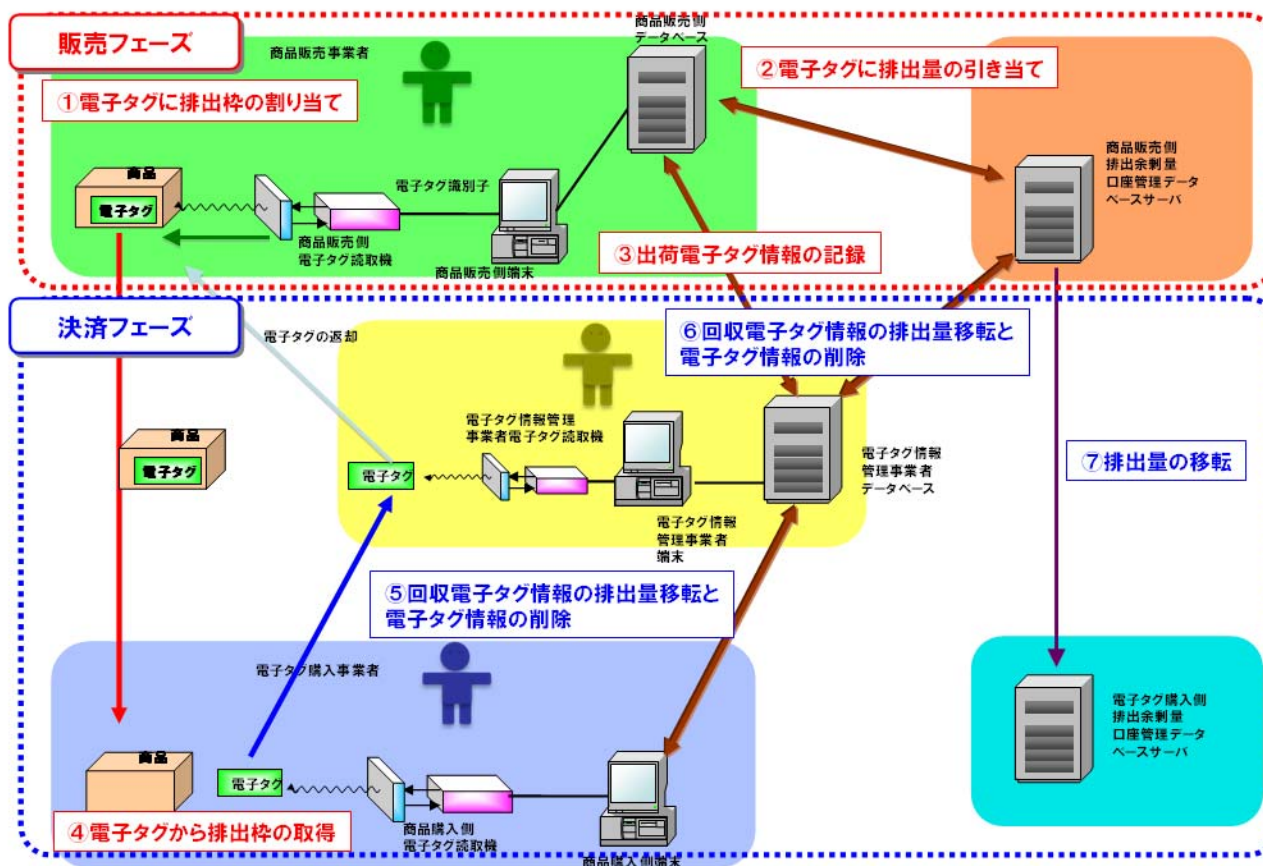 販売フェーズ
商品販売事業者
商品販売側
データベース
②電子タグに排出量の引き当て
①電子タグに排出枠の割り当て
商品
電子タグ
電子タグ識別子
商品販売側
電子タグ読取機
商品販売側端末
商品販売側
排出余剰量
口座管理データ
ベースサーバ
③出荷電子タグ情報の記録
決済フェーズ
電子タグの返却
⑥回収電子タグ情報の排出量移転と
電子タグ情報の削除
商品
電子タグ
電子タグ情報管理
事業者電子タグ読取機
電子タグ
電子タグ情報
管理事業者
端末
電子タグ情報
管理事業者
データベース
⑦排出量の移転
⑤回収電子タグ情報の排出量移転と
電子タグ情報の削除
電子タグ購入事業者
商品
電子タグ
④電子タグから排出枠の取得
商品購入側
電子タグ読取機
商品購入側端末
電子タグ購入側
排出余剰量
口座管理データ
ベースサーバ